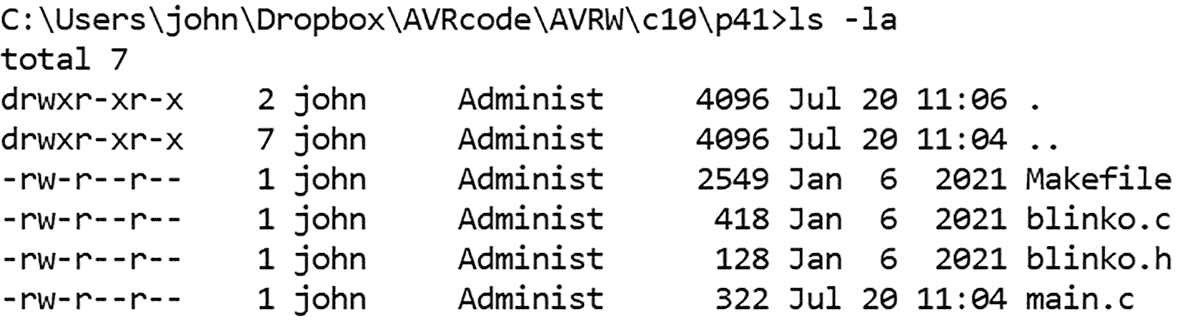 C:\Users\john\Dropbox\AVRcode\AVRW\c10\p41>ls -la
total 7
drwxr-xr-x    2 john     Administ     4096 Jul 20 11:06 .
drwxr-xr-x    7 john     Administ     4096 Jul 20 11:04 ..
-rw-r--r--    1 john     Administ     2549 Jan  6  2021 Makefile
-rw-r--r--    1 john     Administ      418 Jan  6  2021 blinko.c
-rw-r--r--    1 john     Administ      128 Jan  6  2021 blinko.h
-rw-r--r--    1 john     Administ      322 Jul 20 11:04 main.c